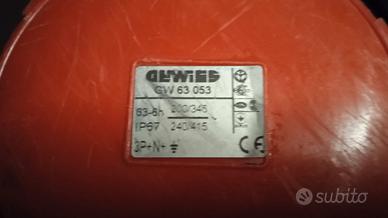 GEWISS
GW 63 053
63-6h 200/346 ~
IP67 240/415
3P+N+⏚ CE
subito